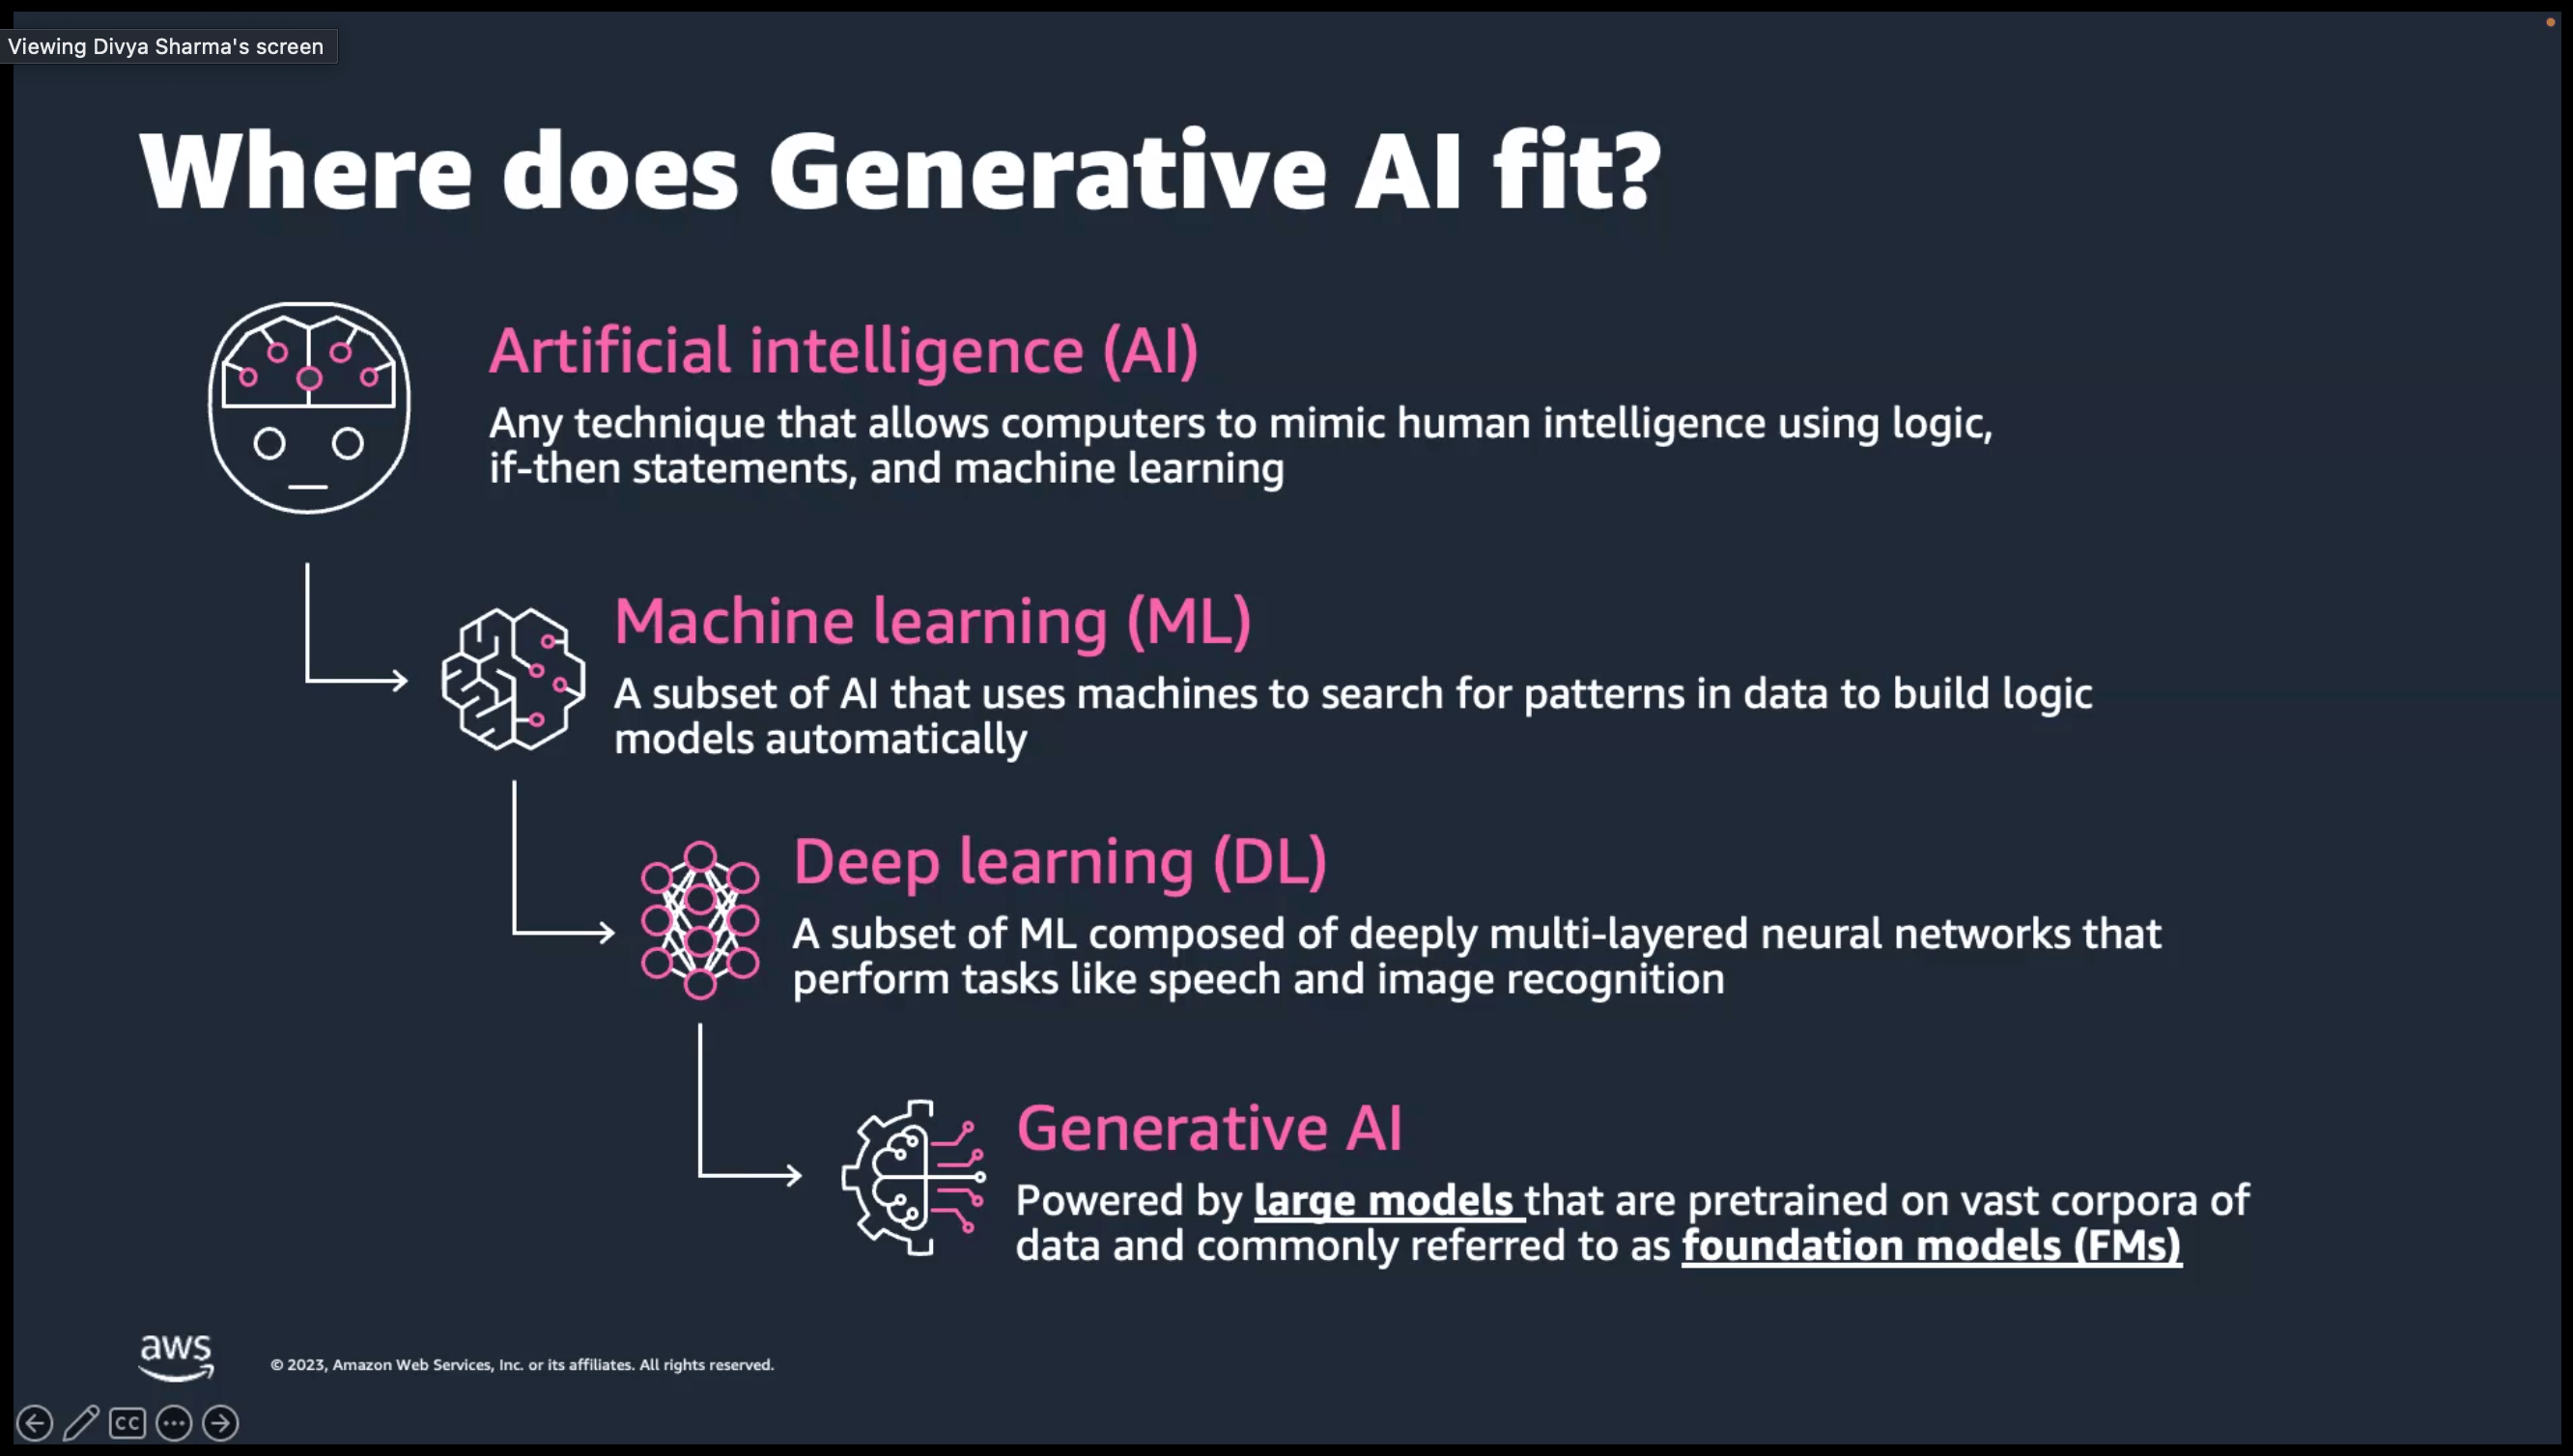 Viewing Divya Sharma's screen
Where does Generative AI fit?
Artificial intelligence (AI)
Any technique that allows computers to mimic human intelligence using logic,
if-then statements, and machine learning
Machine learning (ML)
A subset of AI that uses machines to search for patterns in data to build logic
models automatically
Deep learning (DL)
A subset of ML composed of deeply multi-layered neural networks that
perform tasks like speech and image recognition
Generative AI
Powered by large models that are pretrained on vast corpora of
data and commonly referred to as foundation models (FMs)
aws
© 2023, Amazon Web Services, Inc. or its affiliates. All rights reserved.
CC